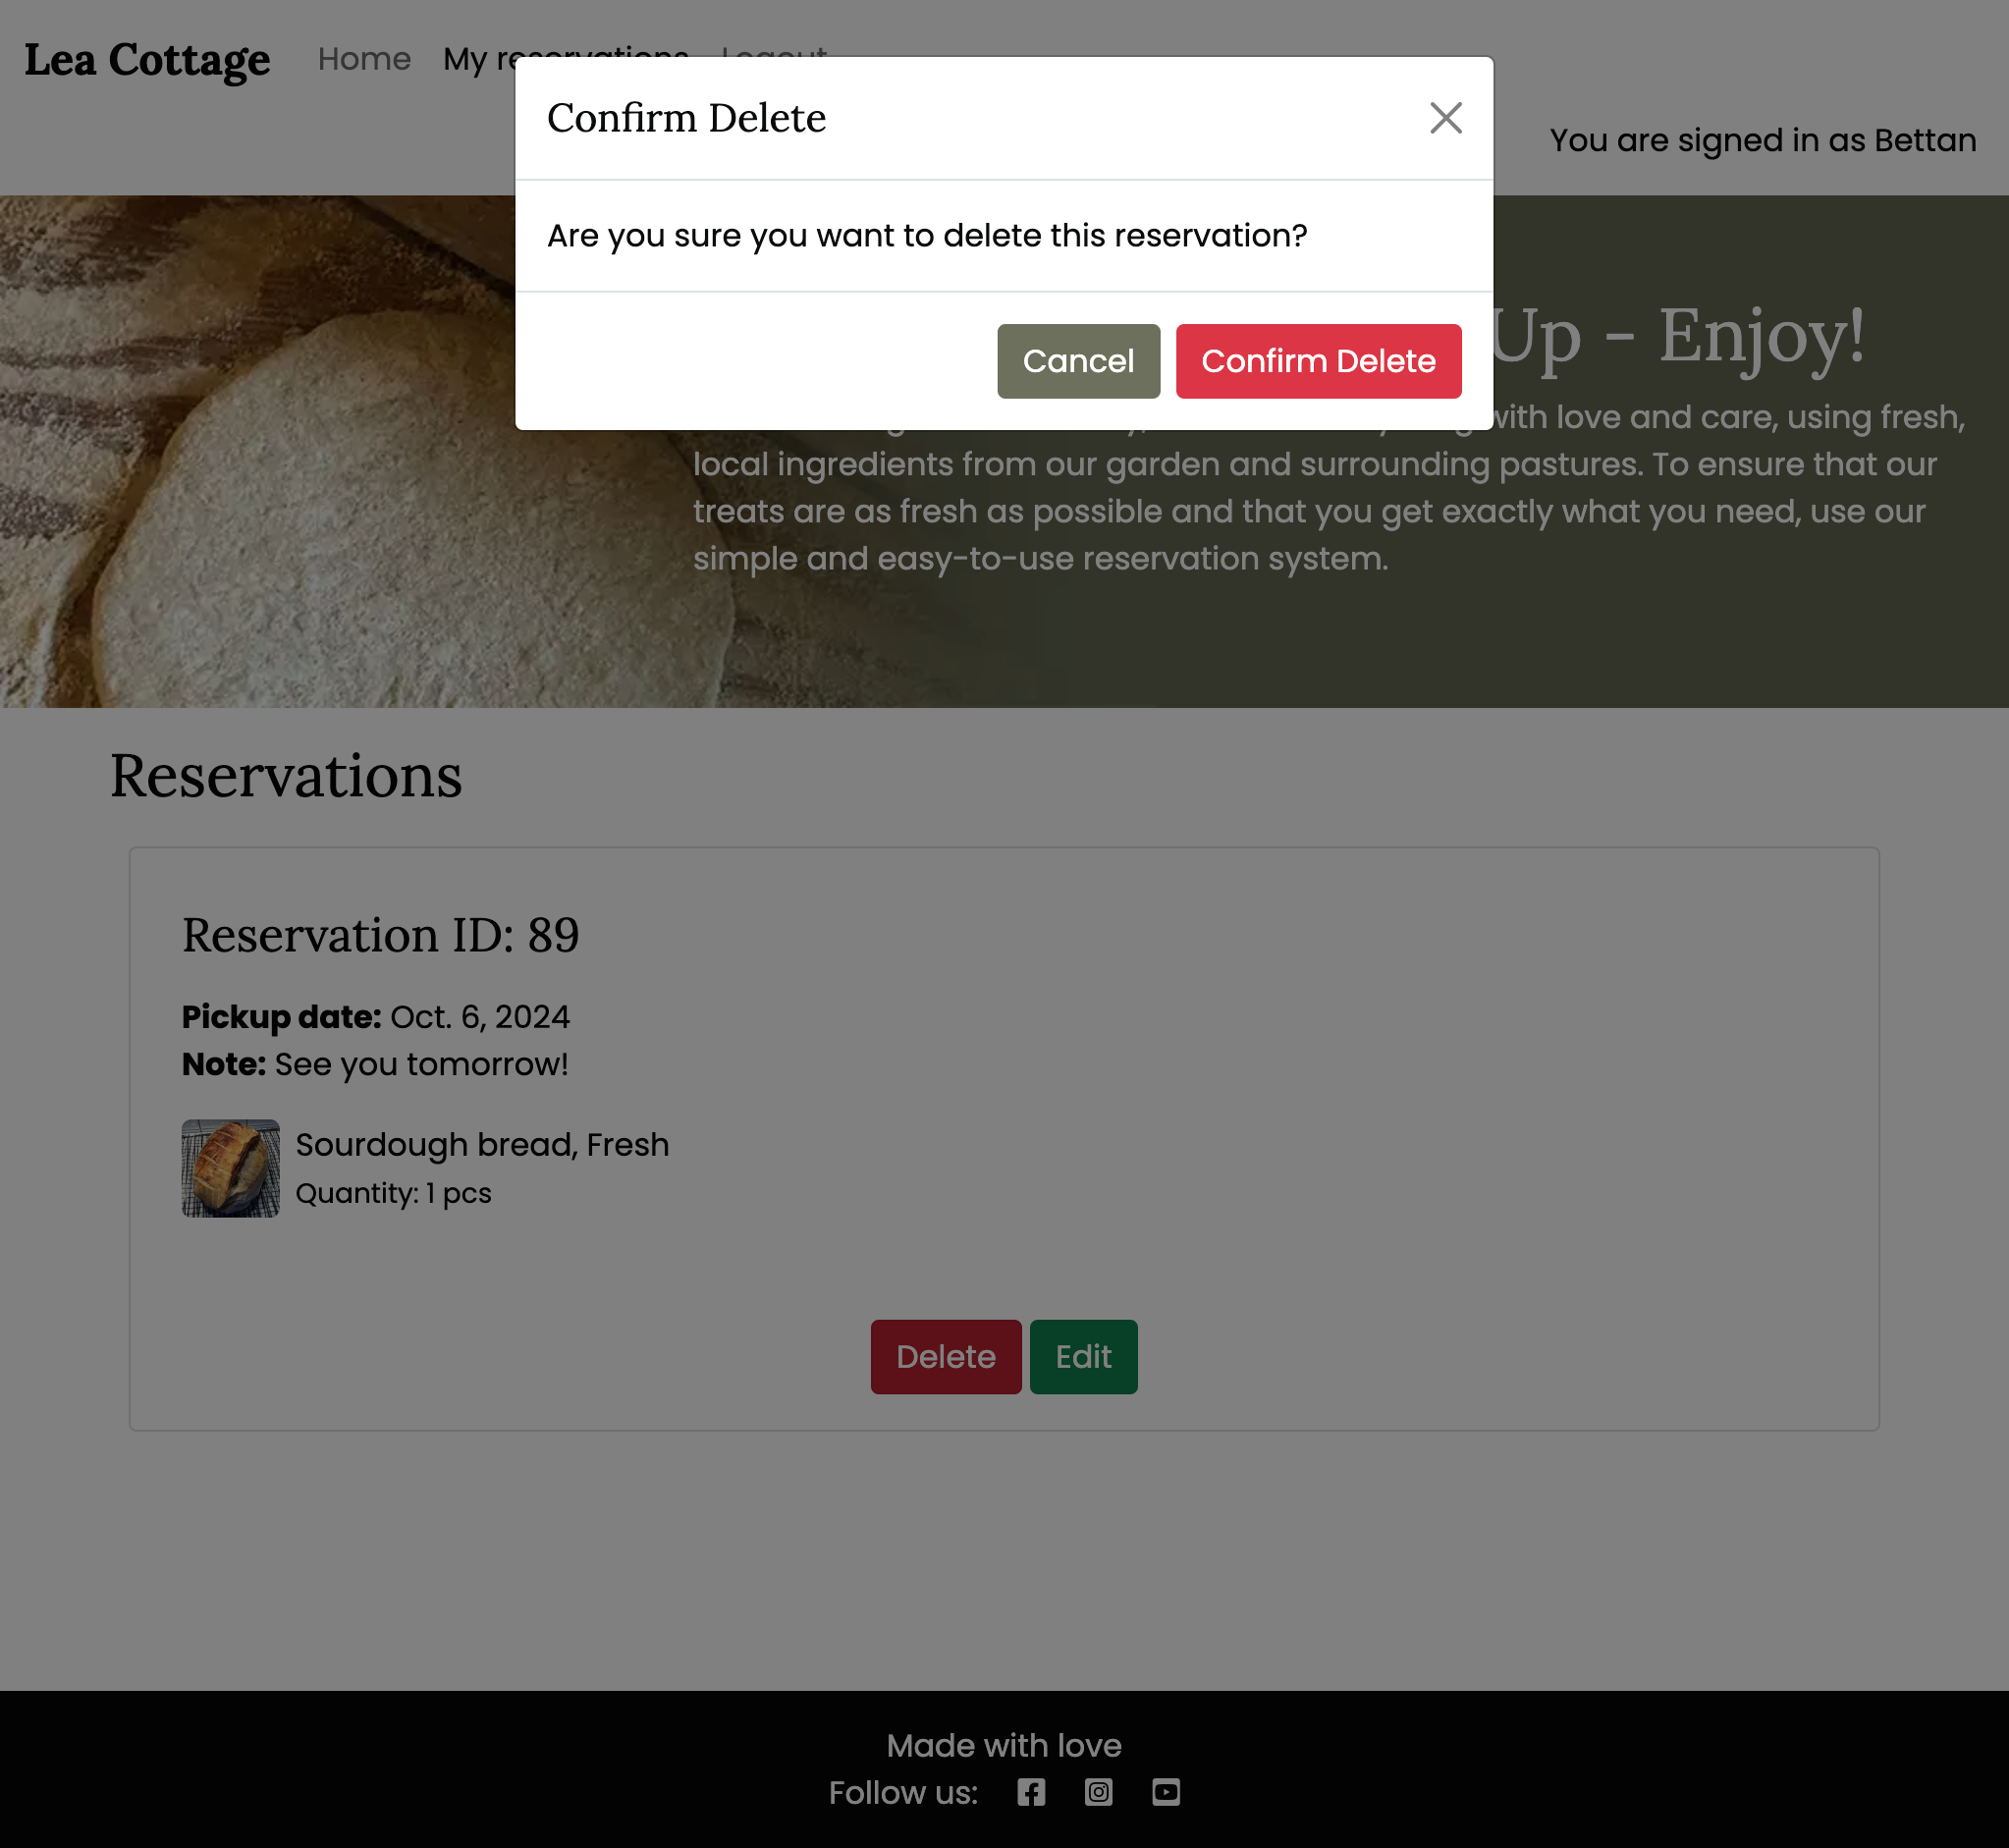 Lea Cottage Home My reservations Logout
Confirm Delete
You are signed in as Bettan
Are you sure you want to delete this reservation?
Up - Enjoy!
Cancel Confirm Delete
with love and care, using fresh,
local ingredients from our garden and surrounding pastures. To ensure that our
treats are as fresh as possible and that you get exactly what you need, use our
simple and easy-to-use reservation system.
Reservations
Reservation ID: 89
Pickup date: Oct. 6, 2024
Note: See you tomorrow!
Sourdough bread, Fresh
Quantity: 1 pcs
Delete Edit
Made with love
Follow us: